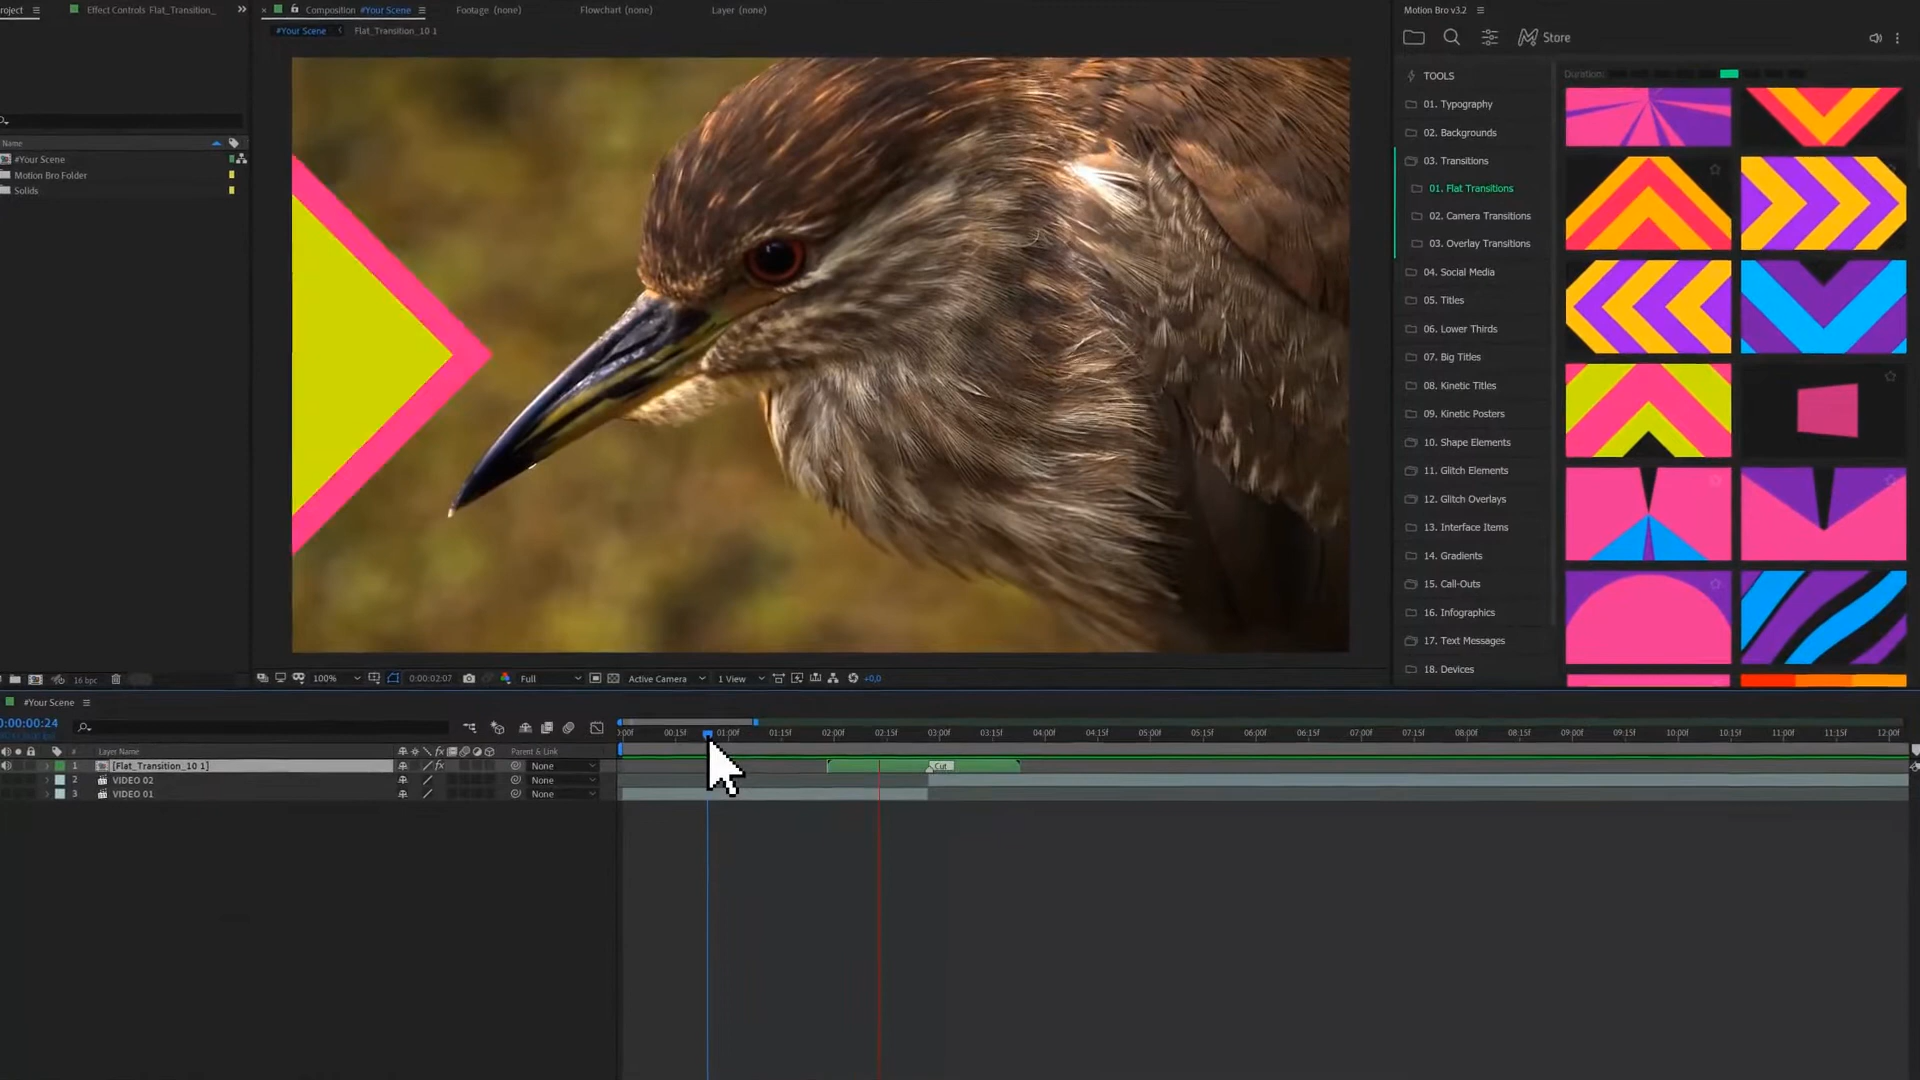 roject
Effect Controls Flat_Transition_
Composition #Your Scene
Footage (none)
Flowchart (none)
Layer (none)
#Your Scene
Flat_Transition_10 1
Motion Bro v3.2
Store
Name
#Your Scene
Motion Bro Folder
Solids
16 bpc
TOOLS
01. Typography
02. Backgrounds
03. Transitions
01. Flat Transitions
02. Camera Transitions
03. Overlay Transitions
04. Social Media
05. Titles
06. Lower Thirds
07. Big Titles
08. Kinetic Titles
09. Kinetic Posters
10. Shape Elements
11. Glitch Elements
12. Glitch Overlays
13. Interface Items
14. Gradients
15. Call-Outs
16. Infographics
17. Text Messages
18. Devices
Duration:
100%
0:00:02:07
Full
Active Camera
1 View
+0,0
#Your Scene
0:00:00:24
# Layer Name
Parent & Link
1 [Flat_Transition_10 1] None
2 VIDEO 02 None
3 VIDEO 01 None
0:00f 00:15f 01:00f 01:15f 02:00f 02:15f 03:00f 03:15f 04:00f 04:15f 05:00f 05:15f 06:00f 06:15f 07:00f 07:15f 08:00f 08:15f 09:00f 09:15f 10:00f 10:15f 11:00f 11:15f 12:00f
Cut